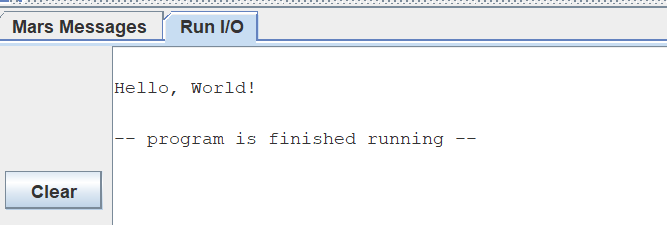 Mars Messages Run I/O
Hello, World!
-- program is finished running --
Clear